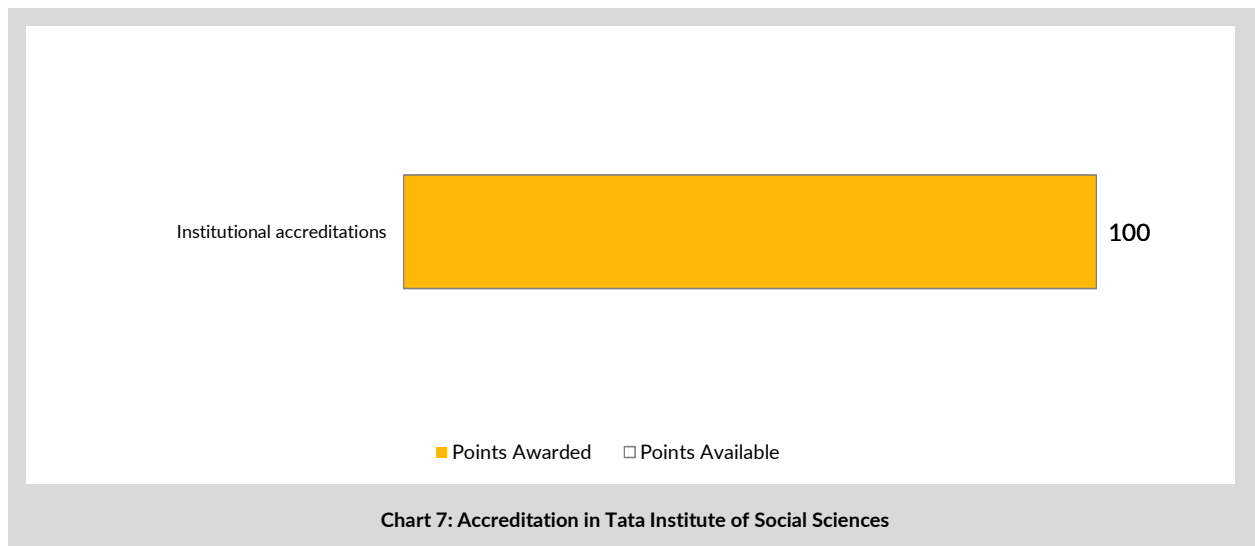 Institutional accreditations
100
Points Awarded Points Available
Chart 7: Accreditation in Tata Institute of Social Sciences